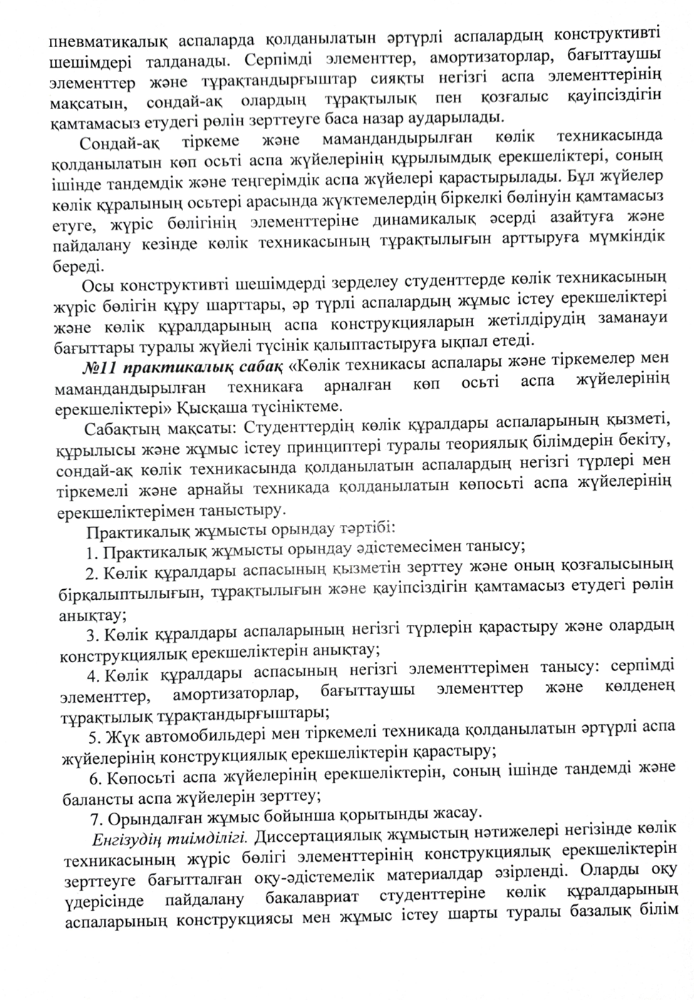 пневматикалық аспаларда қолданылатын әртүрлі аспалардың конструктивті
шешімдері талданады. Серпімді элементтер, амортизаторлар, бағыттаушы
элементтер және тұрақтандырғыштар сияқты негізгі аспа элементтерінің
мақсатын, сондай-ақ олардың тұрақтылық пен қозғалыс қауіпсіздігін
қамтамасыз етудегі рөлін зерттеуге баса назар аударылады.
Сондай-ақ тіркеме және мамандандырылған көлік техникасында
қолданылатын көп осьті аспа жүйелерінің құрылымдық ерекшеліктері, соның
ішінде тандемдік және теңгерімдік аспа жүйелері қарастырылады. Бұл жүйелер
көлік құралының осьтері арасында жүктемелердің біркелкі бөлінуін қамтамасыз
етуге, жүріс бөлігінің элементтеріне динамикалық әсерді азайтуға және
пайдалану кезінде көлік техникасының тұрақтылығын арттыруға мүмкіндік
береді.
Осы конструктивті шешімдерді зерделеу студенттерде көлік техникасының
жүріс бөлігін құру шарттары, әр түрлі аспалардың жұмыс істеу ерекшеліктері
және көлік құралдарының аспа конструкцияларын жетілдірудің заманауи
бағыттары туралы жүйелі түсінік қалыптастыруға ықпал етеді.
№11 практикалық сабақ «Көлік техникасы аспалары және тіркемелер мен
мамандандырылған техникаға арналған көп осьті аспа жүйелерінің
ерекшеліктері» Қысқаша түсініктеме.
Сабақтың мақсаты: Студенттердің көлік құралдары аспаларының қызметі,
құрылысы және жұмыс істеу принциптері туралы теориялық білімдерін бекіту,
сондай-ақ көлік техникасында қолданылатын аспалардың негізгі түрлері мен
тіркемелі және арнайы техникада қолданылатын көпосьті аспа жүйелерінің
ерекшеліктерімен таныстыру.
Практикалық жұмысты орындау тәртібі:
1. Практикалық жұмысты орындау әдістемесімен танысу;
2. Көлік құралдары аспасының қызметін зерттеу және оның қозғалысының
бірқалыптылығын, тұрақтылығын және қауіпсіздігін қамтамасыз етудегі рөлін
анықтау;
3. Көлік құралдары аспаларының негізгі түрлерін қарастыру және олардың
конструкциялық ерекшеліктерін анықтау;
4. Көлік құралдары аспасының негізгі элементтерімен танысу: серпімді
элементтер, амортизаторлар, бағыттаушы элементтер және көлденең
тұрақтылық тұрақтандырғыштары;
5. Жүк автомобильдері мен тіркемелі техникада қолданылатын әртүрлі аспа
жүйелерінің конструкциялық ерекшеліктерін қарастыру;
6. Көпосьті аспа жүйелерінің ерекшеліктерін, соның ішінде тандемді және
балансты аспа жүйелерін зерттеу;
7. Орындалған жұмыс бойынша қорытынды жасау.
Енгізудің тиімділігі. Диссертациялық жұмыстың нәтижелері негізінде көлік
техникасының жүріс бөлігі элементтерінің конструкциялық ерекшеліктерін
зерттеуге бағытталған оқу-әдістемелік материалдар әзірленді. Оларды оқу
үдерісінде пайдалану бакалавриат студенттеріне көлік құралдарының
аспаларының конструкциясы мен жұмыс істеу шарты туралы базалық білім